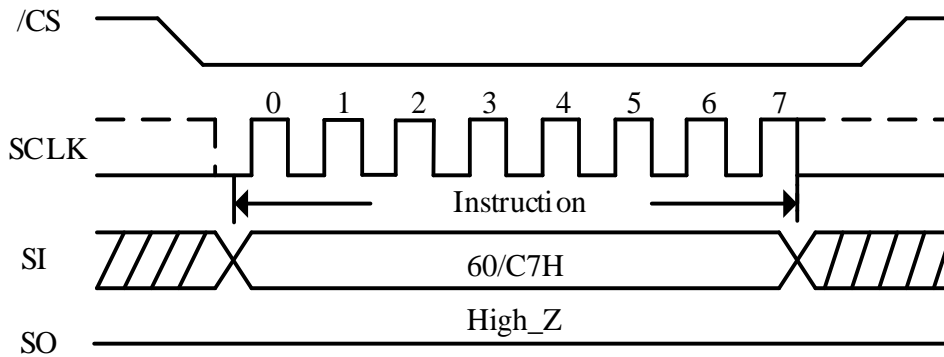 /CS
0 1 2 3 4 5 6 7
SCLK
Instruction
SI
60/C7H
High_Z
SO